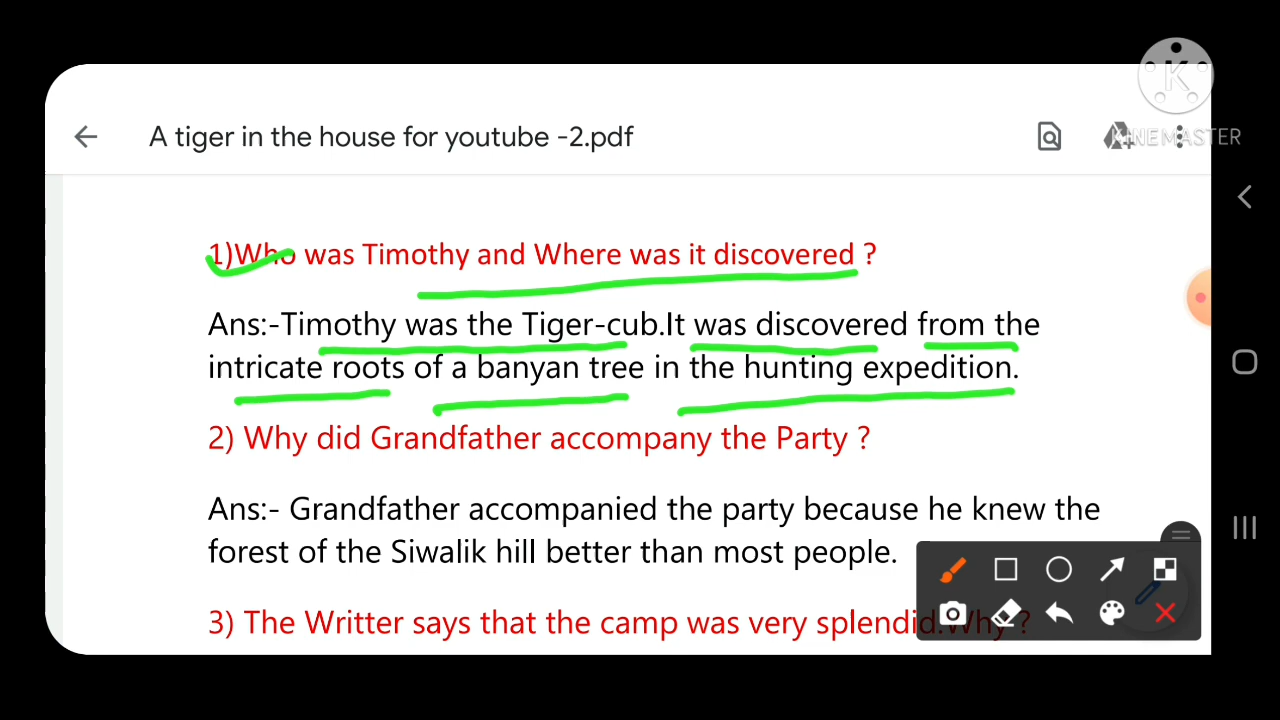 K
KINEMASTER
A tiger in the house for youtube -2.pdf
1)Who was Timothy and Where was it discovered ?
Ans:-Timothy was the Tiger-cub.It was discovered from the
intricate roots of a banyan tree in the hunting expedition.
2) Why did Grandfather accompany the Party ?
Ans:- Grandfather accompanied the party because he knew the
forest of the Siwalik hill better than most people.
3) The Writter says that the camp was very splendid.Why ?